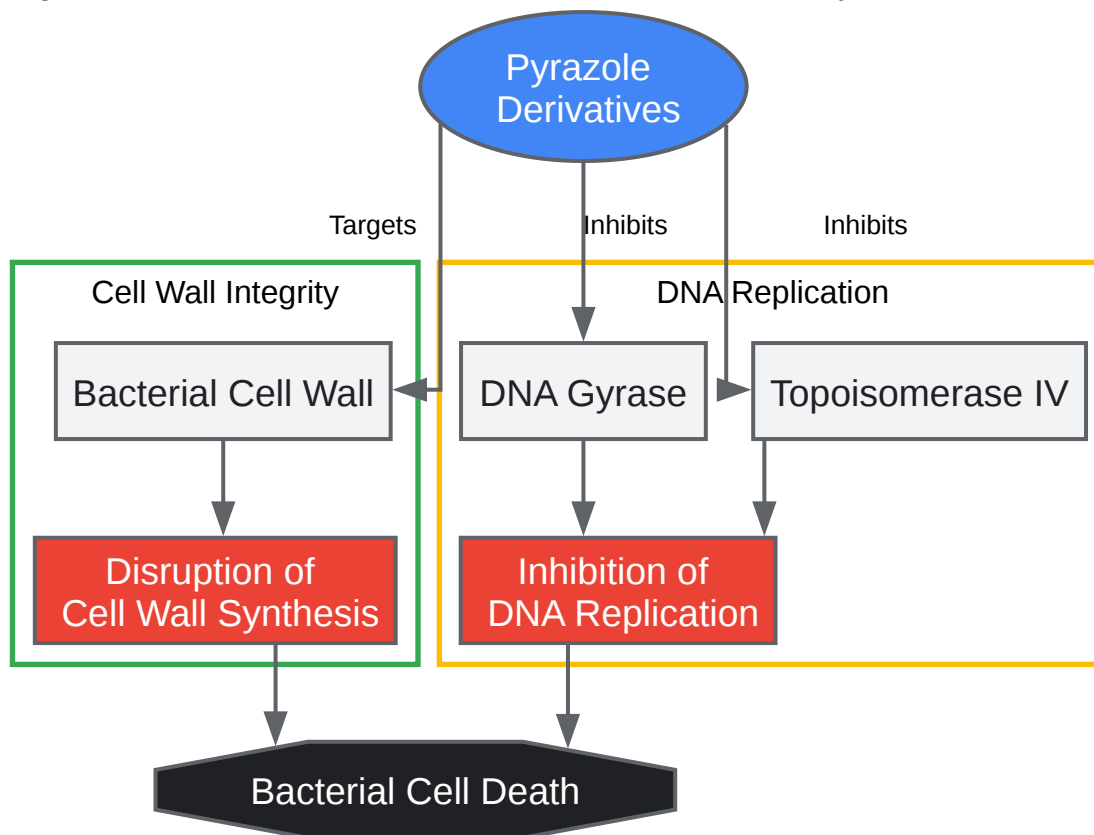 Pyrazole
Derivatives
Targets
Inhibits
Inhibits
Cell Wall Integrity
DNA Replication
Bacterial Cell Wall
DNA Gyrase
Topoisomerase IV
Disruption of
Cell Wall Synthesis
Inhibition of
DNA Replication
Bacterial Cell Death